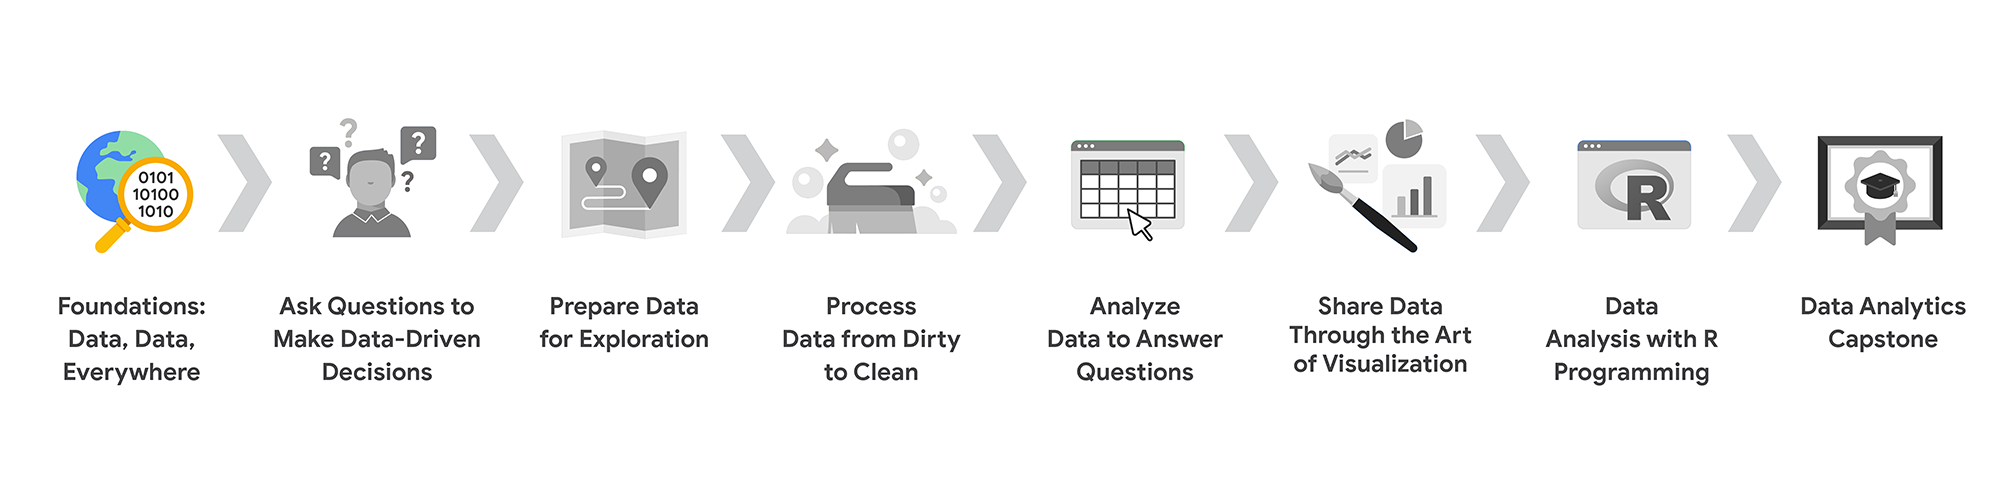 ?
?
?
?
0101
10100
1010
R
Foundations:
Data, Data,
Everywhere
Ask Questions to
Make Data-Driven
Decisions
Prepare Data
for Exploration
Process
Data from Dirty
to Clean
Analyze
Data to Answer
Questions
Share Data
Through the Art
of Visualization
Data
Analysis with R
Programming
Data Analytics
Capstone